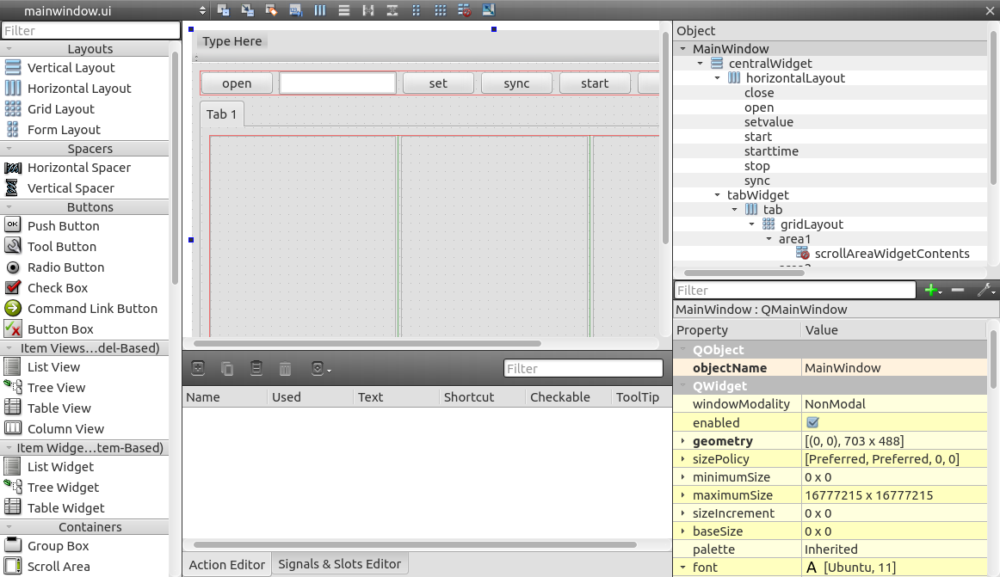 mainwindow.ui
Filter
Layouts
Vertical Layout
Horizontal Layout
Grid Layout
Form Layout
Spacers
Horizontal Spacer
Vertical Spacer
Buttons
OK Push Button
Tool Button
Radio Button
Check Box
Command Link Button
Button Box
Item Views...del-Based)
List View
Tree View
Table View
Column View
Item Widge...tem-Based)
List Widget
Tree Widget
Table Widget
Containers
Group Box
Scroll Area
Type Here
open set sync start
Tab 1
Filter
Name Used Text Shortcut Checkable ToolTip
Action Editor Signals & Slots Editor
Object
MainWindow
centralWidget
horizontalLayout
close
open
setvalue
start
starttime
stop
sync
tabWidget
tab
gridLayout
area1
scrollAreaWidgetContents
Filter
MainWindow : QMainWindow
Property Value
QObject
objectName MainWindow
QWidget
windowModality NonModal
enabled
geometry [(0, 0), 703 x 488]
sizePolicy [Preferred, Preferred, 0, 0]
minimumSize 0 x 0
maximumSize 16777215 x 16777215
sizeIncrement 0 x 0
baseSize 0 x 0
palette Inherited
font A [Ubuntu, 11]